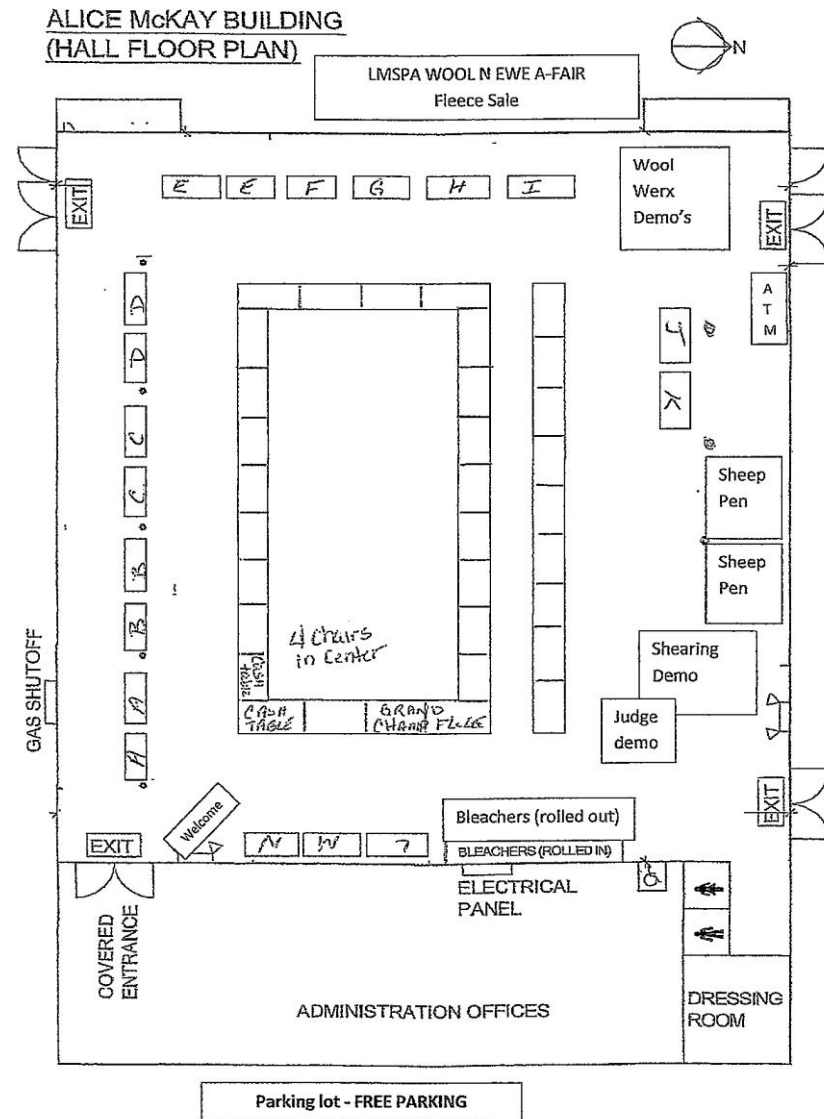 ALICE McKAY BUILDING
(HALL FLOOR PLAN)
N
LMSPA WOOL N EWE A-FAIR
Fleece Sale
EXIT
E
E
F
G
H
I
Wool
Werx
Demo's
EXIT
A
T
M
D
D
C
C
B
B
A
A
J
K
Sheep
Pen
Sheep
Pen
4 Chairs
in Center
Cash
Table
CASH
TABLE
GRAND
CHAMP
Shearing
Demo
Judge
demo
GAS SHUTOFF
EXIT
EXIT
Welcome
Bleachers (rolled out)
BLEACHERS (ROLLED IN)
ELECTRICAL
PANEL
COVERED
ENTRANCE
ADMINISTRATION OFFICES
DRESSING
ROOM
Parking lot - FREE PARKING